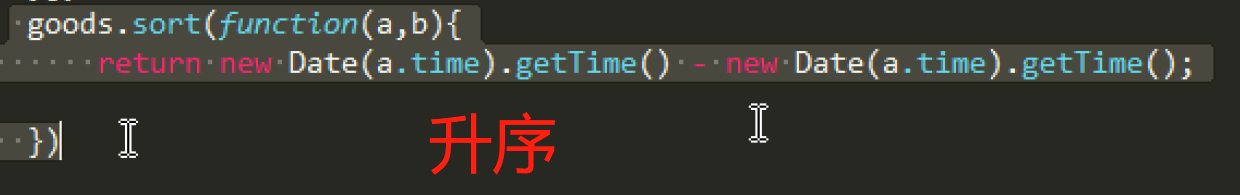 goods.sort(function(a,b){
return new Date(a.time).getTime() - new Date(a.time).getTime();
})
升序